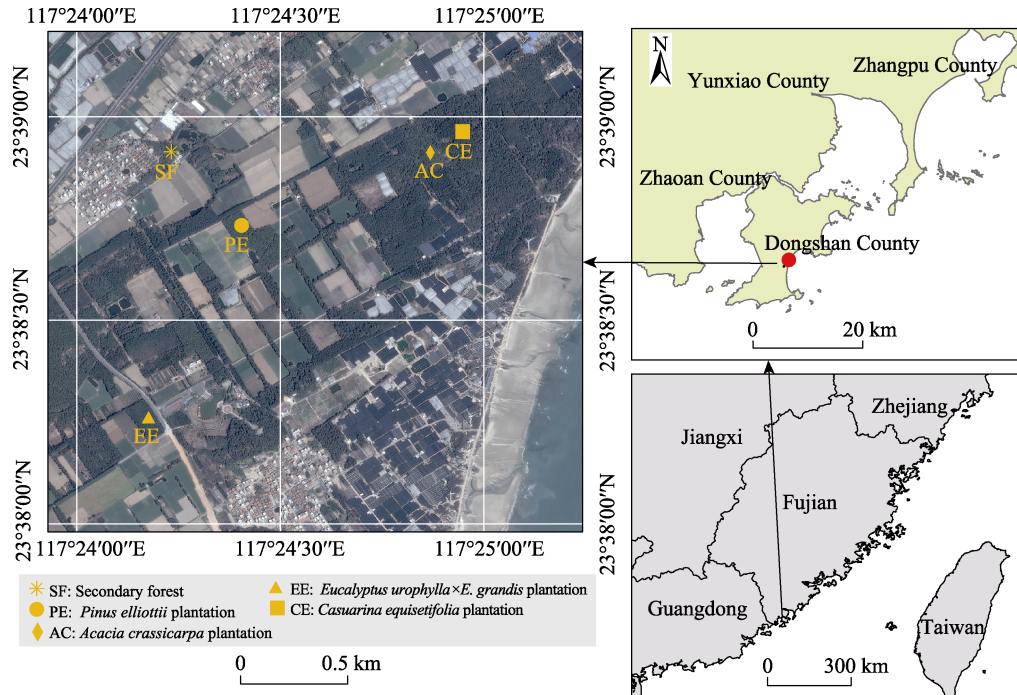 117°24′00″E 117°24′30″E 117°25′00″E
23°39′00″N
23°38′30″N
23°38′00″N
SF
PE
AC
CE
EE
23°39′00″N
23°38′30″N
23°38′00″N
117°24′00″E 117°24′30″E 117°25′00″E
SF: Secondary forest
PE: Pinus elliottii plantation
AC: Acacia crassicarpa plantation
EE: Eucalyptus urophylla×E. grandis plantation
CE: Casuarina equisetifolia plantation
0 0.5 km
N
Yunxiao County
Zhangpu County
Zhaoan County
Dongshan County
0 20 km
Zhejiang
Jiangxi
Fujian
Guangdong
Taiwan
0 300 km